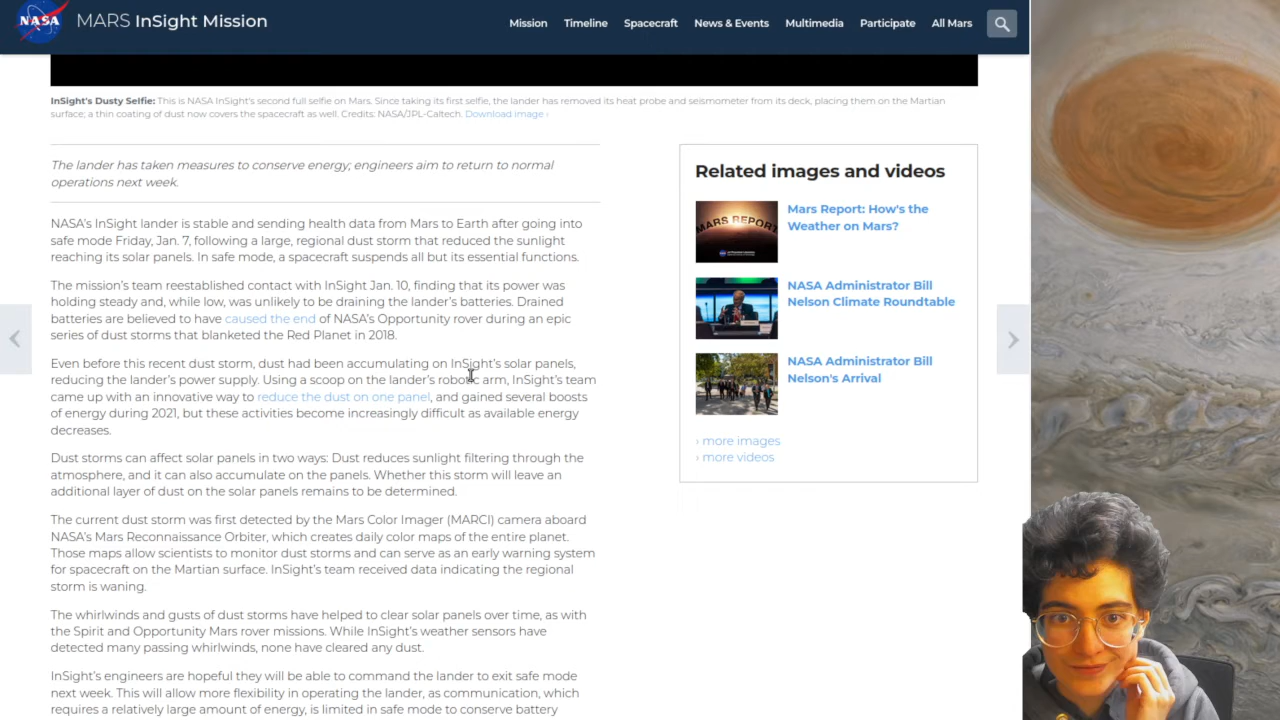 NASA
MARS InSight Mission
Mission
Timeline
Spacecraft
News & Events
Multimedia
Participate
All Mars
InSight's Dusty Selfie: This is NASA InSight's second full selfie on Mars. Since taking its first selfie, the lander has removed its heat probe and seismometer from its deck, placing them on the Martian
surface; a thin coating of dust now covers the spacecraft as well. Credits: NASA/JPL-Caltech. Download image ›
The lander has taken measures to conserve energy; engineers aim to return to normal
operations next week.
NASA's InSight lander is stable and sending health data from Mars to Earth after going into
safe mode Friday, Jan. 7, following a large, regional dust storm that reduced the sunlight
reaching its solar panels. In safe mode, a spacecraft suspends all but its essential functions.
The mission's team reestablished contact with InSight Jan. 10, finding that its power was
holding steady and, while low, was unlikely to be draining the lander's batteries. Drained
batteries are believed to have caused the end of NASA's Opportunity rover during an epic
series of dust storms that blanketed the Red Planet in 2018.
Even before this recent dust storm, dust had been accumulating on InSight's solar panels,
reducing the lander's power supply. Using a scoop on the lander's robotic arm, InSight's team
came up with an innovative way to reduce the dust on one panel, and gained several boosts
of energy during 2021, but these activities become increasingly difficult as available energy
decreases.
Dust storms can affect solar panels in two ways: Dust reduces sunlight filtering through the
atmosphere, and it can also accumulate on the panels. Whether this storm will leave an
additional layer of dust on the solar panels remains to be determined.
The current dust storm was first detected by the Mars Color Imager (MARCI) camera aboard
NASA's Mars Reconnaissance Orbiter, which creates daily color maps of the entire planet.
Those maps allow scientists to monitor dust storms and can serve as an early warning system
for spacecraft on the Martian surface. InSight's team received data indicating the regional
storm is waning.
The whirlwinds and gusts of dust storms have helped to clear solar panels over time, as with
the Spirit and Opportunity Mars rover missions. While InSight's weather sensors have
detected many passing whirlwinds, none have cleared any dust.
InSight's engineers are hopeful they will be able to command the lander to exit safe mode
next week. This will allow more flexibility in operating the lander, as communication, which
requires a relatively large amount of energy, is limited in safe mode to conserve battery
Related images and videos
MARS REPORT
Mars Report: How's the
Weather on Mars?
NASA Administrator Bill
Nelson Climate Roundtable
NASA Administrator Bill
Nelson's Arrival
› more images
› more videos